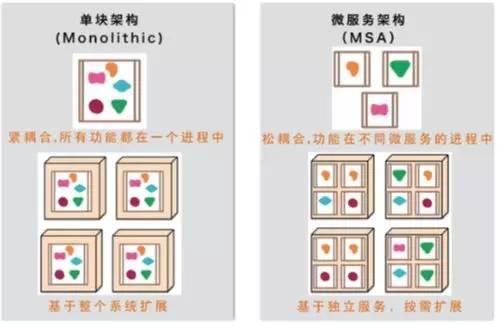 单块架构
(Monolithic)
紧耦合,所有功能都在一个进程中
基于整个系统扩展
微服务架构
(MSA)
松耦合,功能在不同微服务的进程中
基于独立服务，按需扩展